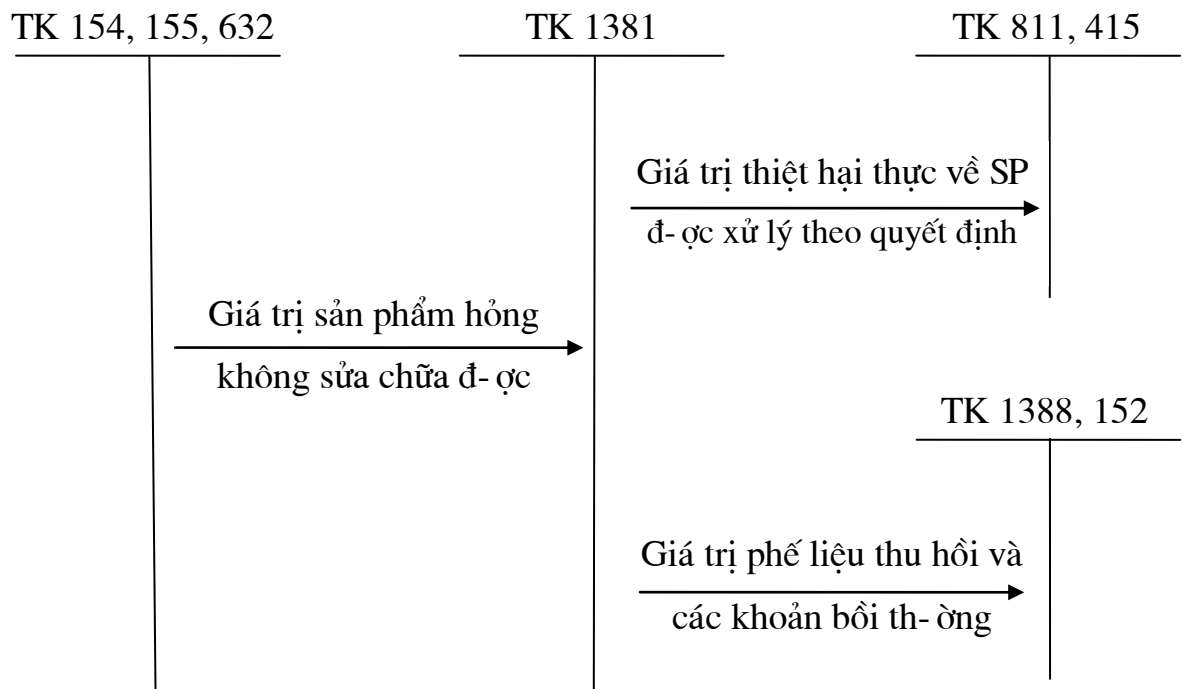 TK 154, 155, 632
TK 1381
TK 811, 415
Giá trị thiệt hại thực về SP
đ- ợc xử lý theo quyết định
Giá trị sản phẩm hỏng
không sửa chữa đ- ợc
TK 1388, 152
Giá trị phế liệu thu hồi và
các khoản bồi th- ờng